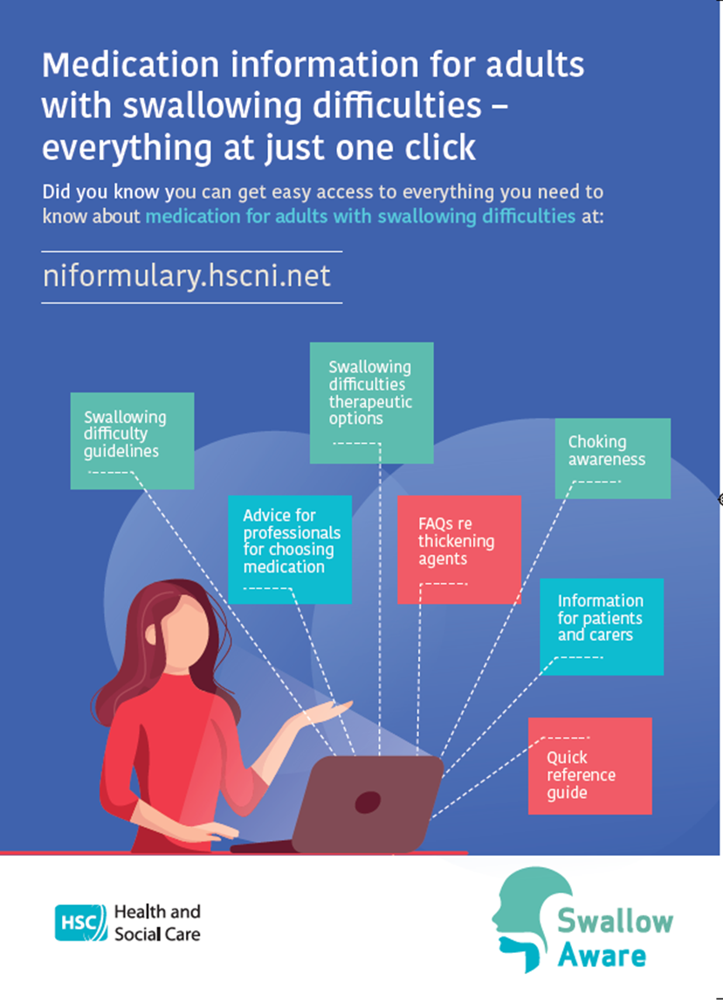 Medication information for adults
with swallowing difficulties –
everything at just one click
Did you know you can get easy access to everything you need to
know about medication for adults with swallowing difficulties at:
niformulary.hscni.net
Swallowing
difficulties
therapeutic
options
Swallowing
difficulty
guidelines
Choking
awareness
Advice for
professionals
for choosing
medication
FAQs re
thickening
agents
Information
for patients
and carers
Quick
reference
guide
HSC
Health and
Social Care
Swallow
Aware